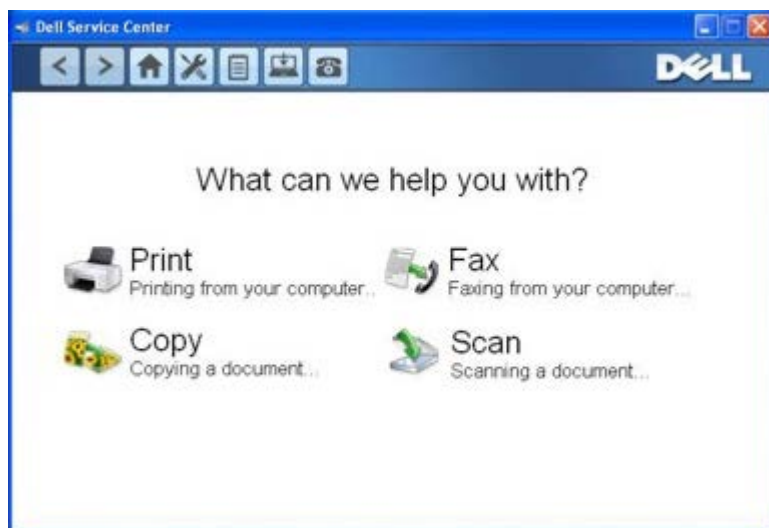 Dell Service Center
DELL
What can we help you with?
Print
Printing from your computer..
Fax
Faxing from your computer...
Copy
Copying a document...
Scan
Scanning a document...